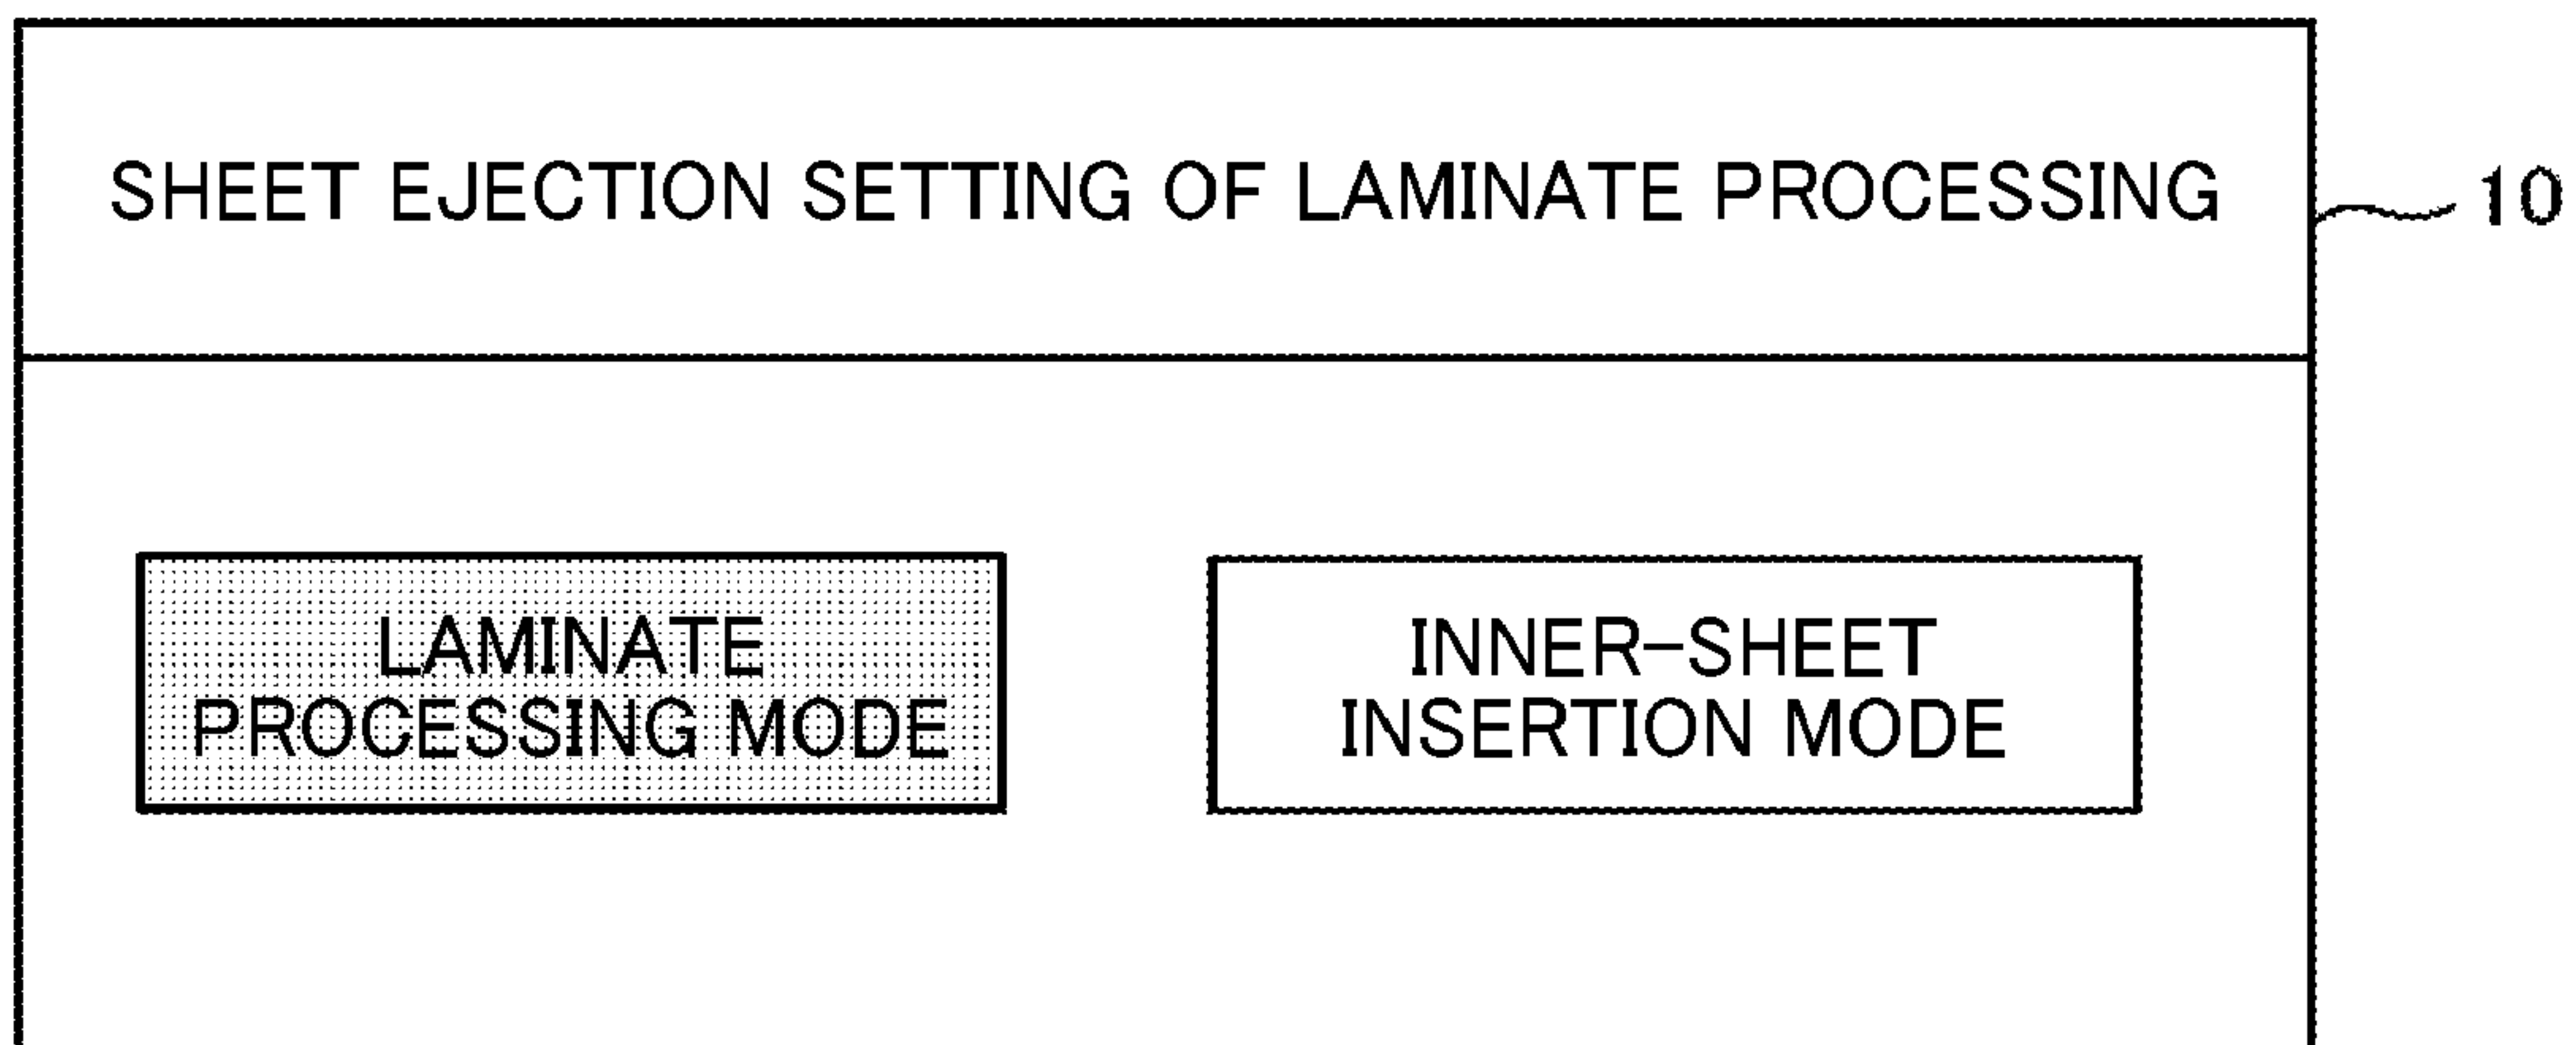 SHEET EJECTION SETTING OF LAMINATE PROCESSING
10
LAMINATE
PROCESSING MODE
INNER-SHEET
INSERTION MODE